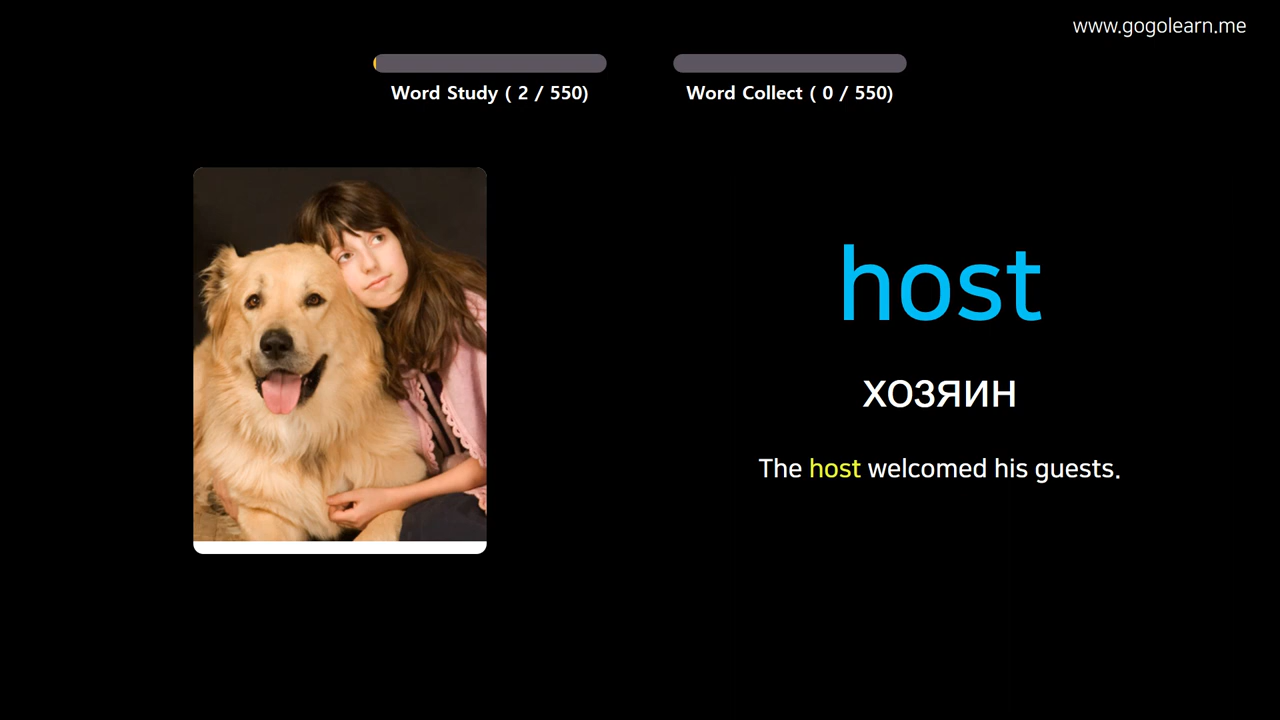 www.gogolearn.me
Word Study ( 2 / 550)
Word Collect ( 0 / 550)
host
хозяин
The host welcomed his guests.